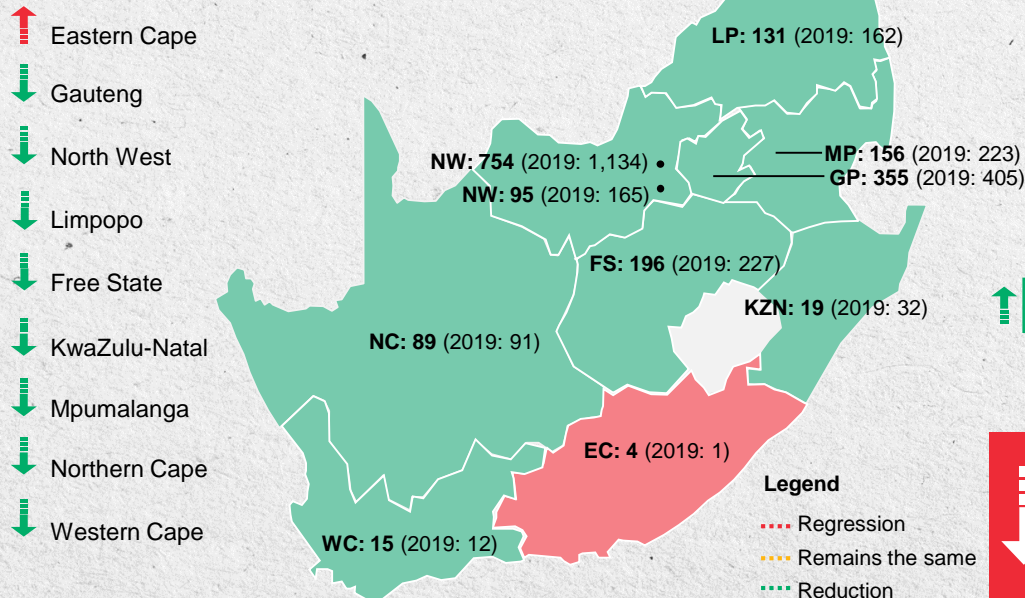 Eastern Cape
Gauteng
North West
Limpopo
Free State
KwaZulu-Natal
Mpumalanga
Northern Cape
Western Cape
LP: 131 (2019: 162)
NW: 754 (2019: 1,134)
MP: 156 (2019: 223)
GP: 355 (2019: 405)
NW: 95 (2019: 165)
FS: 196 (2019: 227)
KZN: 19 (2019: 32)
NC: 89 (2019: 91)
EC: 4 (2019: 1)
WC: 15 (2019: 12)
Legend
Regression
Remains the same
Reduction